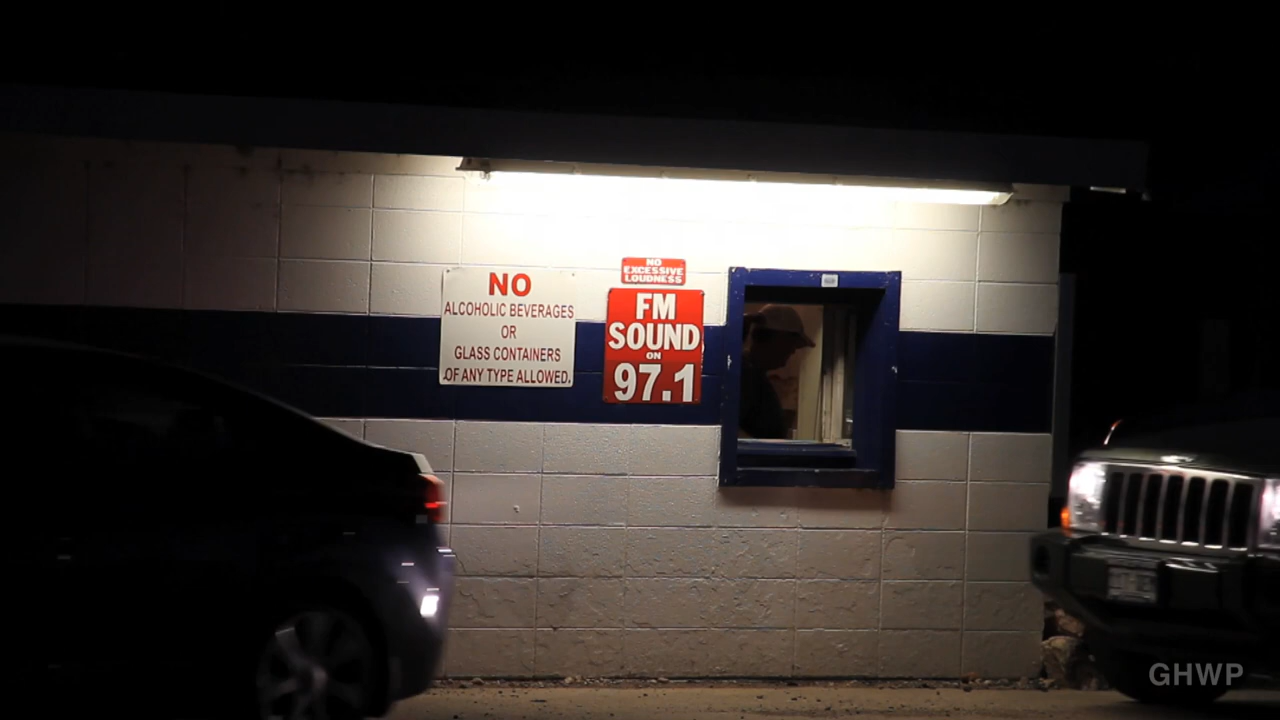 NO
ALCOHOLIC BEVERAGES
OR
GLASS CONTAINERS
OF ANY TYPE ALLOWED.
NO
EXCESSIVE
LOUDNESS
FM
SOUND
ON
97.1
GHWP